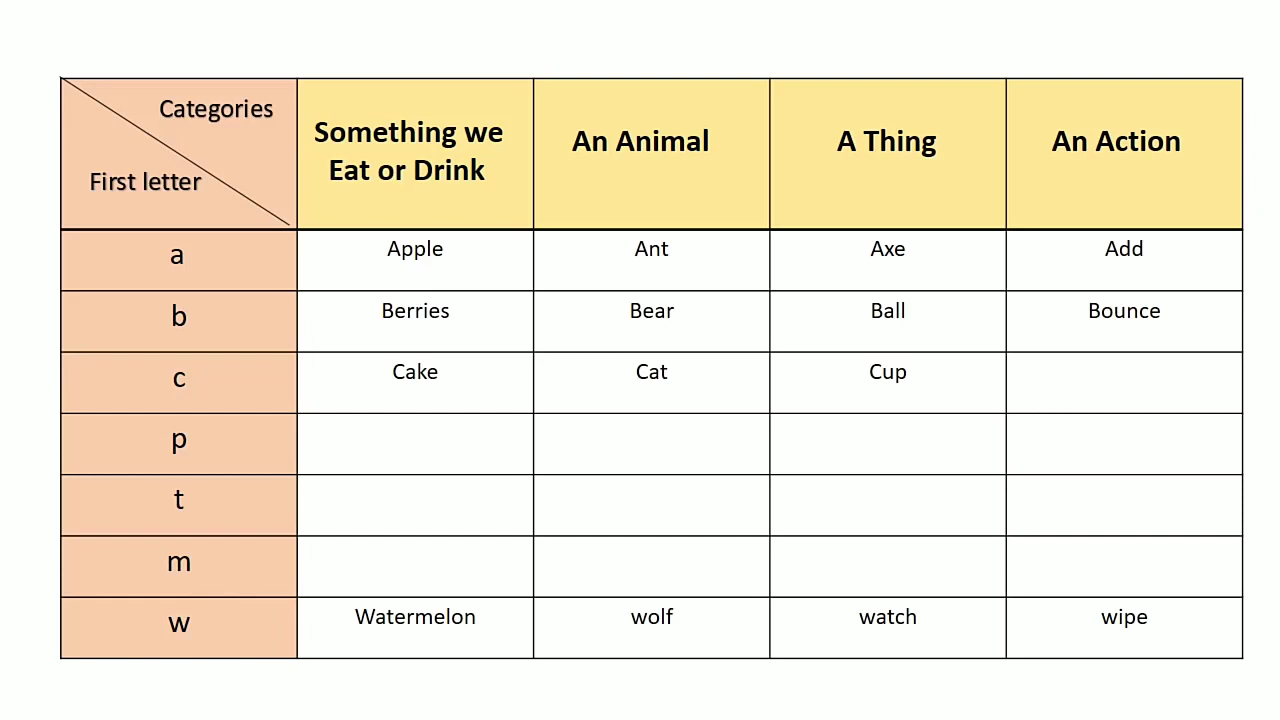 Categories
First letter
Something we
Eat or Drink
An Animal
A Thing
An Action
a
Apple
Ant
Axe
Add
b
Berries
Bear
Ball
Bounce
c
Cake
Cat
Cup
p
t
m
w
Watermelon
wolf
watch
wipe